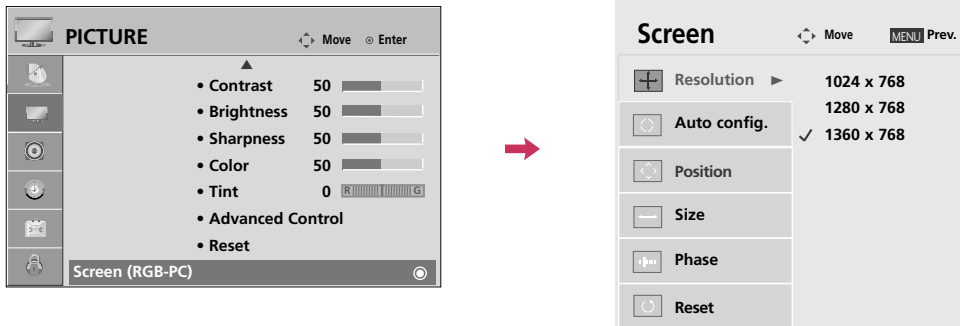 PICTURE Move Enter
• Contrast 50
• Brightness 50
• Sharpness 50
• Color 50
• Tint 0 R G
• Advanced Control
• Reset
Screen (RGB-PC)
Screen Move MENU Prev.
Resolution ► 1024 x 768
1280 x 768
✓ 1360 x 768
Auto config.
Position
Size
Phase
Reset